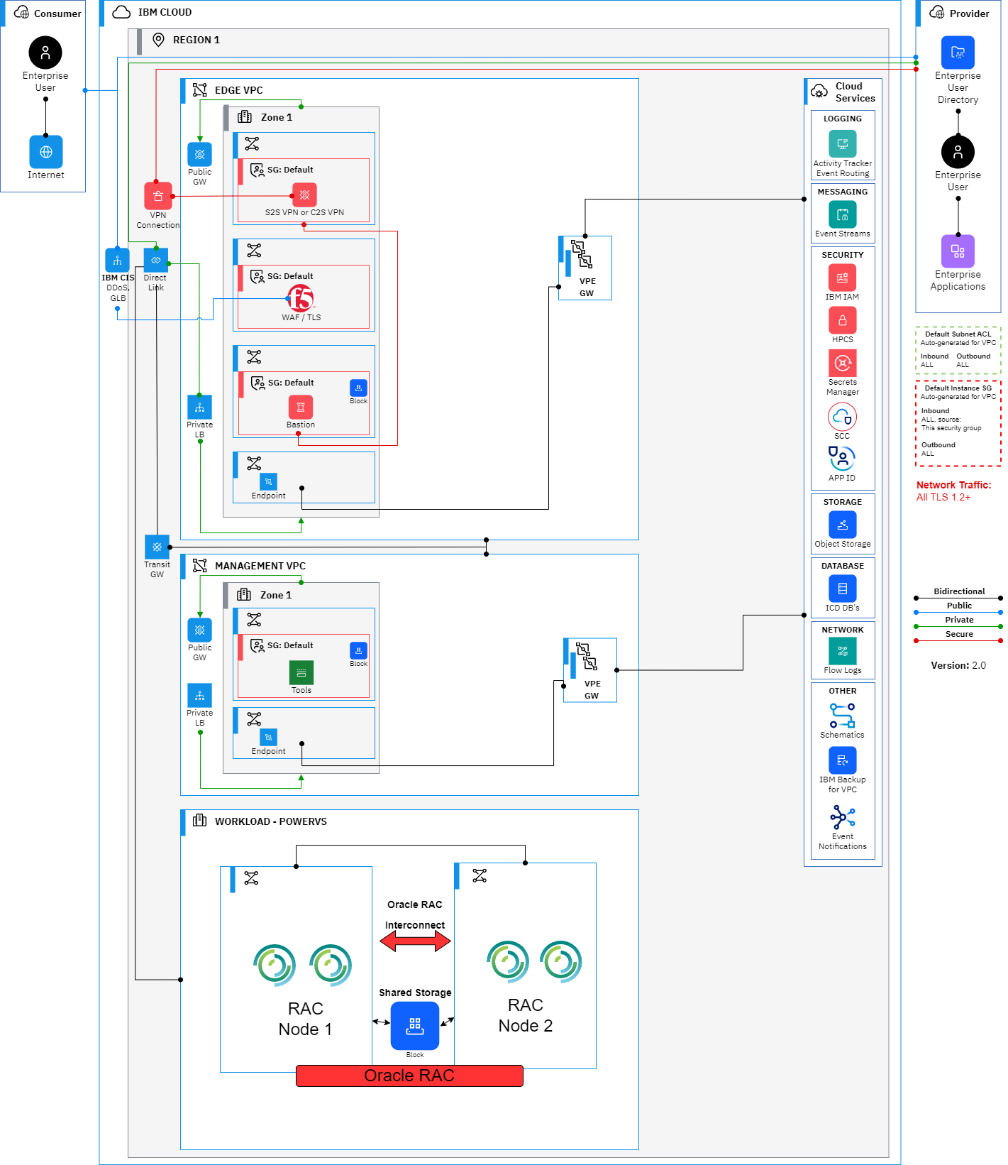 Consumer
Enterprise
User
Internet
IBM CLOUD
REGION 1
EDGE VPC
Zone 1
Public
GW
SG: Default
S2S VPN or C2S VPN
VPN
Connection
IBM CIS
DDoS,
GLB
Direct
Link
SG: Default
f5
WAF / TLS
SG: Default
Block
Bastion
Private
LB
Endpoint
VPE
GW
Transit
GW
MANAGEMENT VPC
Zone 1
Public
GW
SG: Default
Block
Tools
Private
LB
Endpoint
VPE
GW
WORKLOAD - POWERVS
Oracle RAC
Interconnect
RAC
Node 1
Shared Storage
Block
RAC
Node 2
Oracle RAC
Cloud
Services
LOGGING
Activity Tracker
Event Routing
MESSAGING
Event Streams
SECURITY
IBM IAM
HPCS
Secrets
Manager
SCC
APP ID
STORAGE
Object Storage
DATABASE
ICD DB's
NETWORK
Flow Logs
OTHER
Schematics
IBM Backup
for VPC
Event
Notifications
Provider
Enterprise
User
Directory
Enterprise
User
Enterprise
Applications
Default Subnet ACL
Auto-generated for VPC
Inbound Outbound
ALL ALL
Default Instance SG
Auto-generated for VPC
Inbound
ALL, source:
This security group
Outbound
ALL
Network Traffic:
All TLS 1.2+
Bidirectional
Public
Private
Secure
Version: 2.0